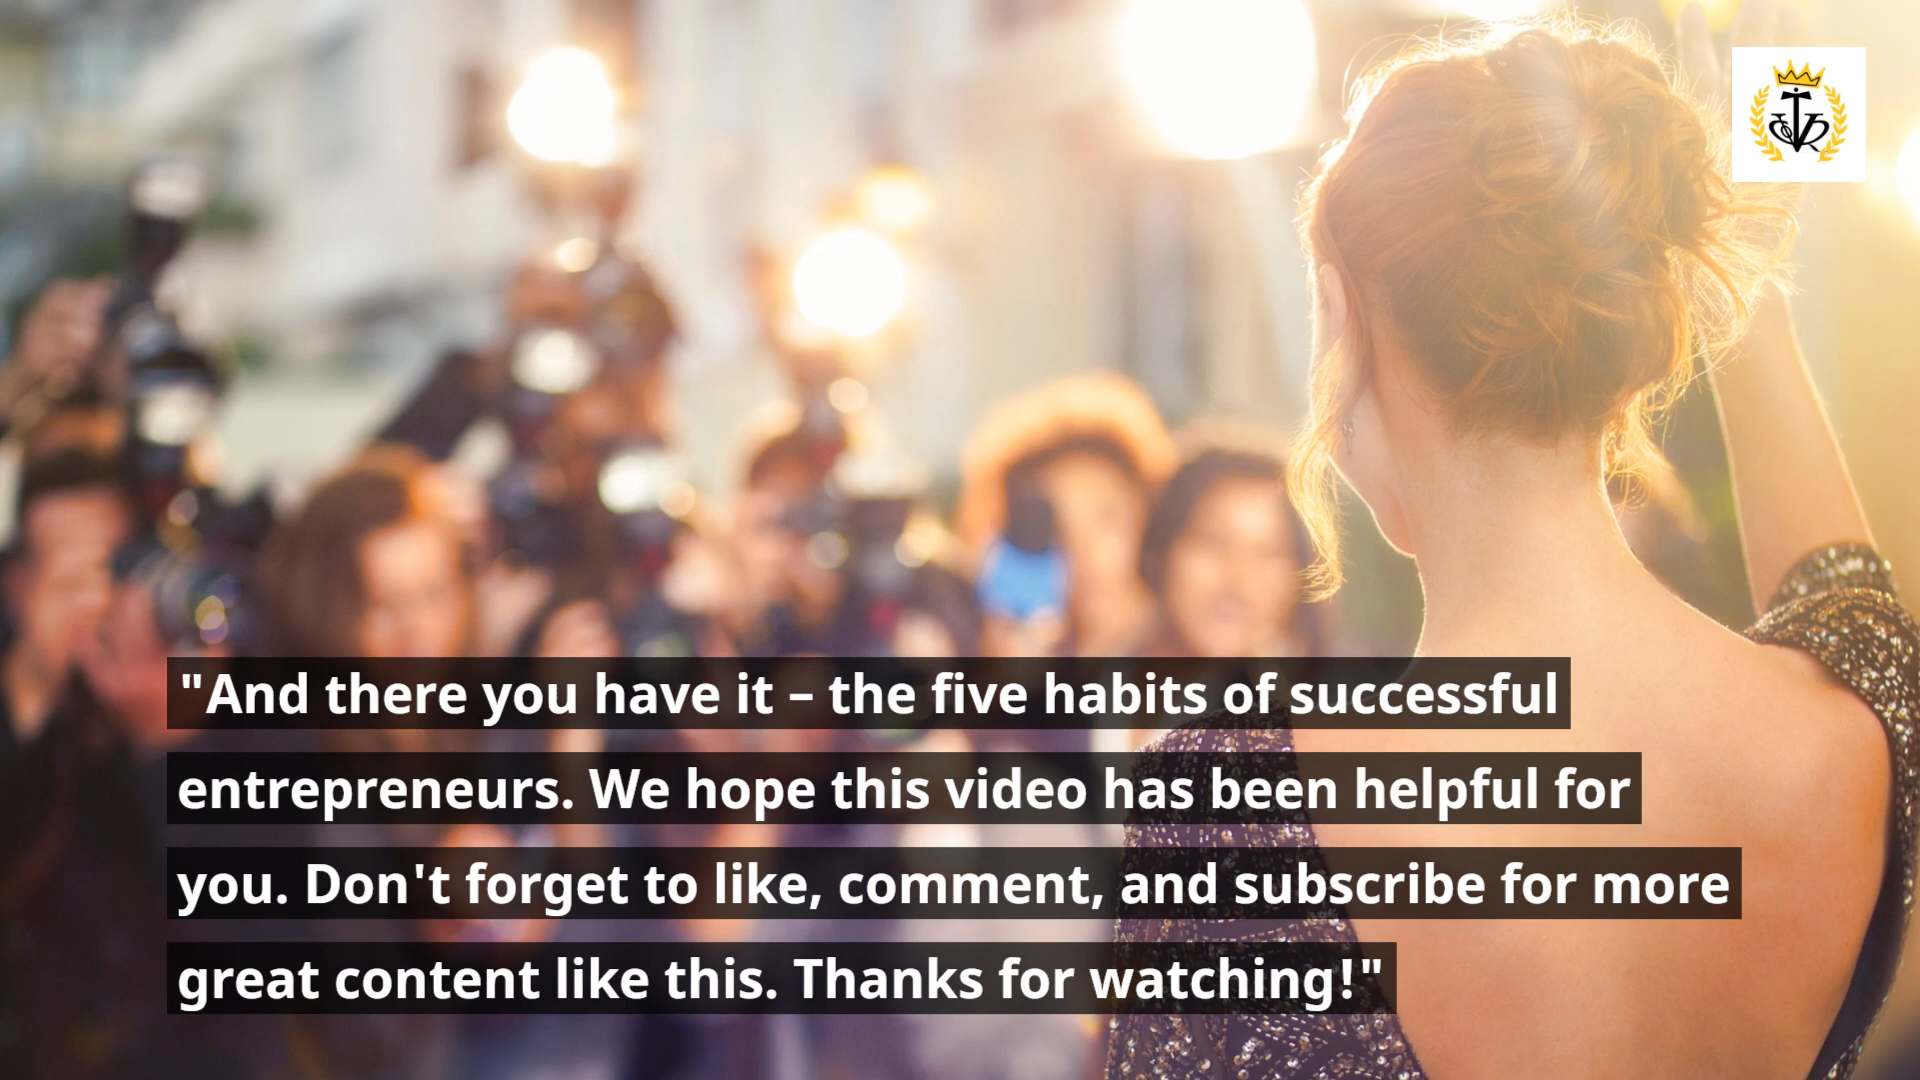 "And there you have it – the five habits of successful
entrepreneurs. We hope this video has been helpful for
you. Don't forget to like, comment, and subscribe for more
great content like this. Thanks for watching!"